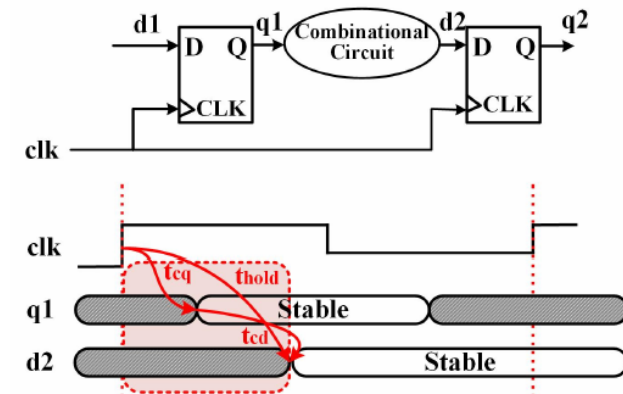 d1 q1 Combinational Circuit d2 q2
D Q D Q
CLK CLK
clk
clk
tcq thold
q1 Stable
tcd
d2 Stable